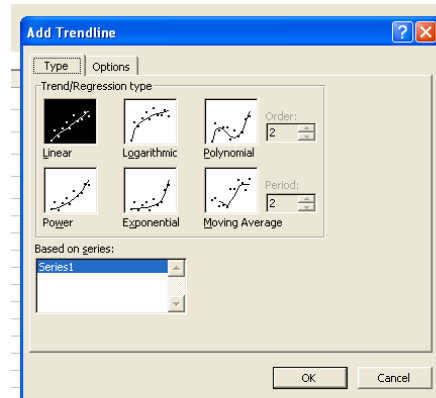 Add Trendline
Type Options
Trend/Regression type
Linear Logarithmic Polynomial Order:
2
Power Exponential Moving Average Period:
2
Based on series:
Series1
OK Cancel